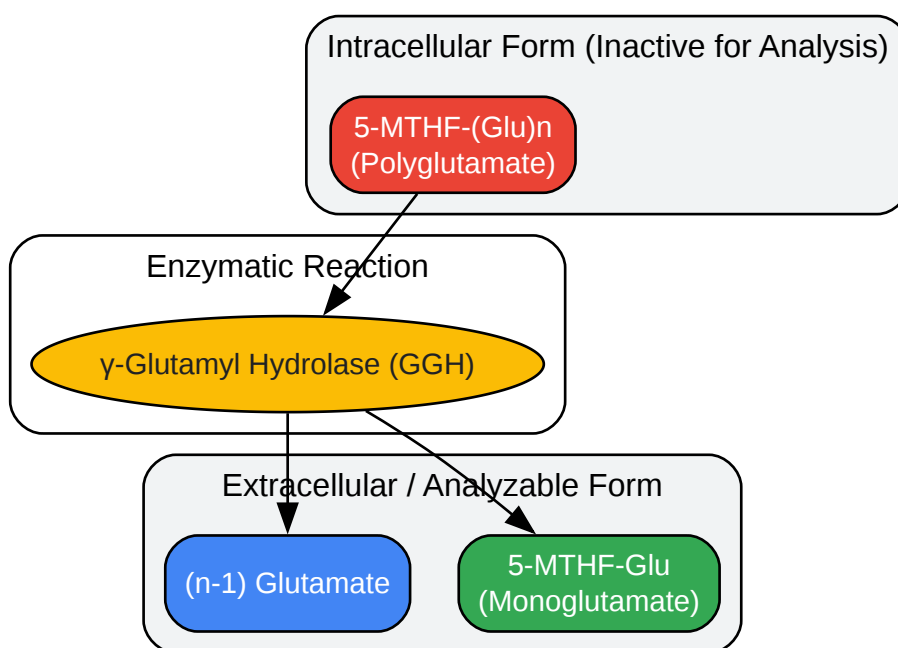 Intracellular Form (Inactive for Analysis)
5-MTHF-(Glu)n
(Polyglutamate)
Enzymatic Reaction
γ-Glutamyl Hydrolase (GGH)
Extracellular / Analyzable Form
(n-1) Glutamate
5-MTHF-Glu
(Monoglutamate)